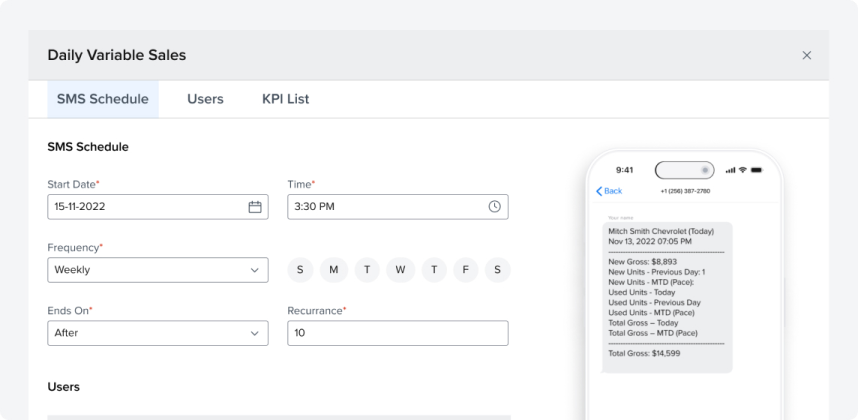 Daily Variable Sales
SMS Schedule Users KPI List
SMS Schedule
Start Date* Time*
15-11-2022 3:30 PM
Frequency*
Weekly S M T W T F S
Ends On* Recurrance*
After 10
Users
9:41
Back +1 (256) 387-2780
Your name
Mitch Smith Chevrolet (Today)
Nov 13, 2022 07:05 PM
New Gross: $8,893
New Units - Previous Day: 1
New Units - MTD (Pace):
Used Units - Today
Used Units - Previous Day
Used Units - MTD (Pace)
Total Gross – Today
Total Gross – MTD (Pace)
Total Gross: $14,599